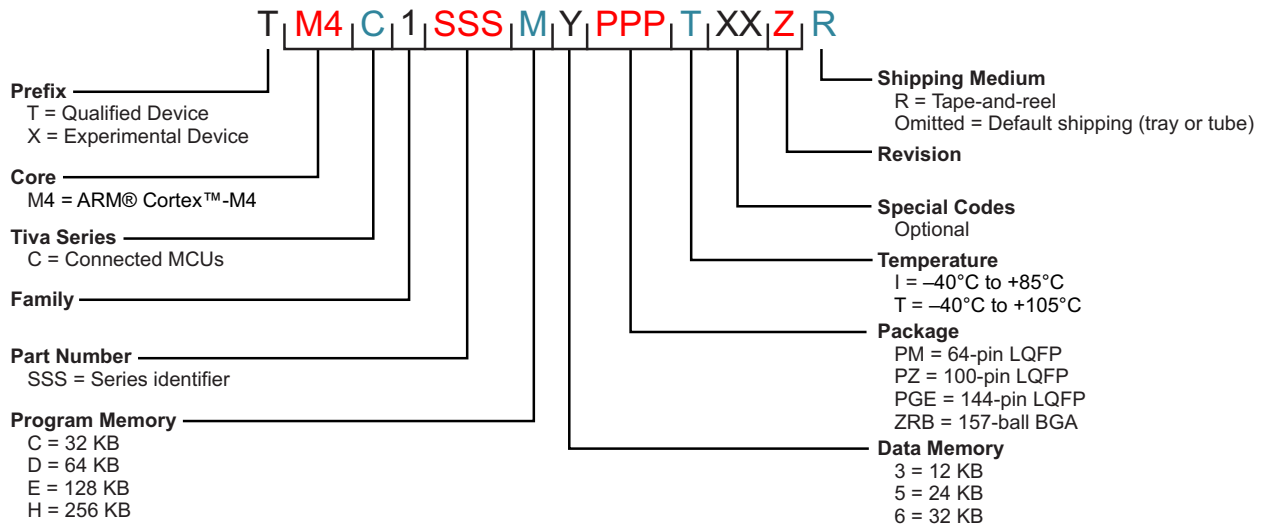 T M4 C 1 SSS M Y PPP T XX Z R
Prefix
T = Qualified Device
X = Experimental Device
Core
M4 = ARM® Cortex™-M4
Tiva Series
C = Connected MCUs
Family
Part Number
SSS = Series identifier
Program Memory
C = 32 KB
D = 64 KB
E = 128 KB
H = 256 KB
Shipping Medium
R = Tape-and-reel
Omitted = Default shipping (tray or tube)
Revision
Special Codes
Optional
Temperature
I = –40°C to +85°C
T = –40°C to +105°C
Package
PM = 64-pin LQFP
PZ = 100-pin LQFP
PGE = 144-pin LQFP
ZRB = 157-ball BGA
Data Memory
3 = 12 KB
5 = 24 KB
6 = 32 KB